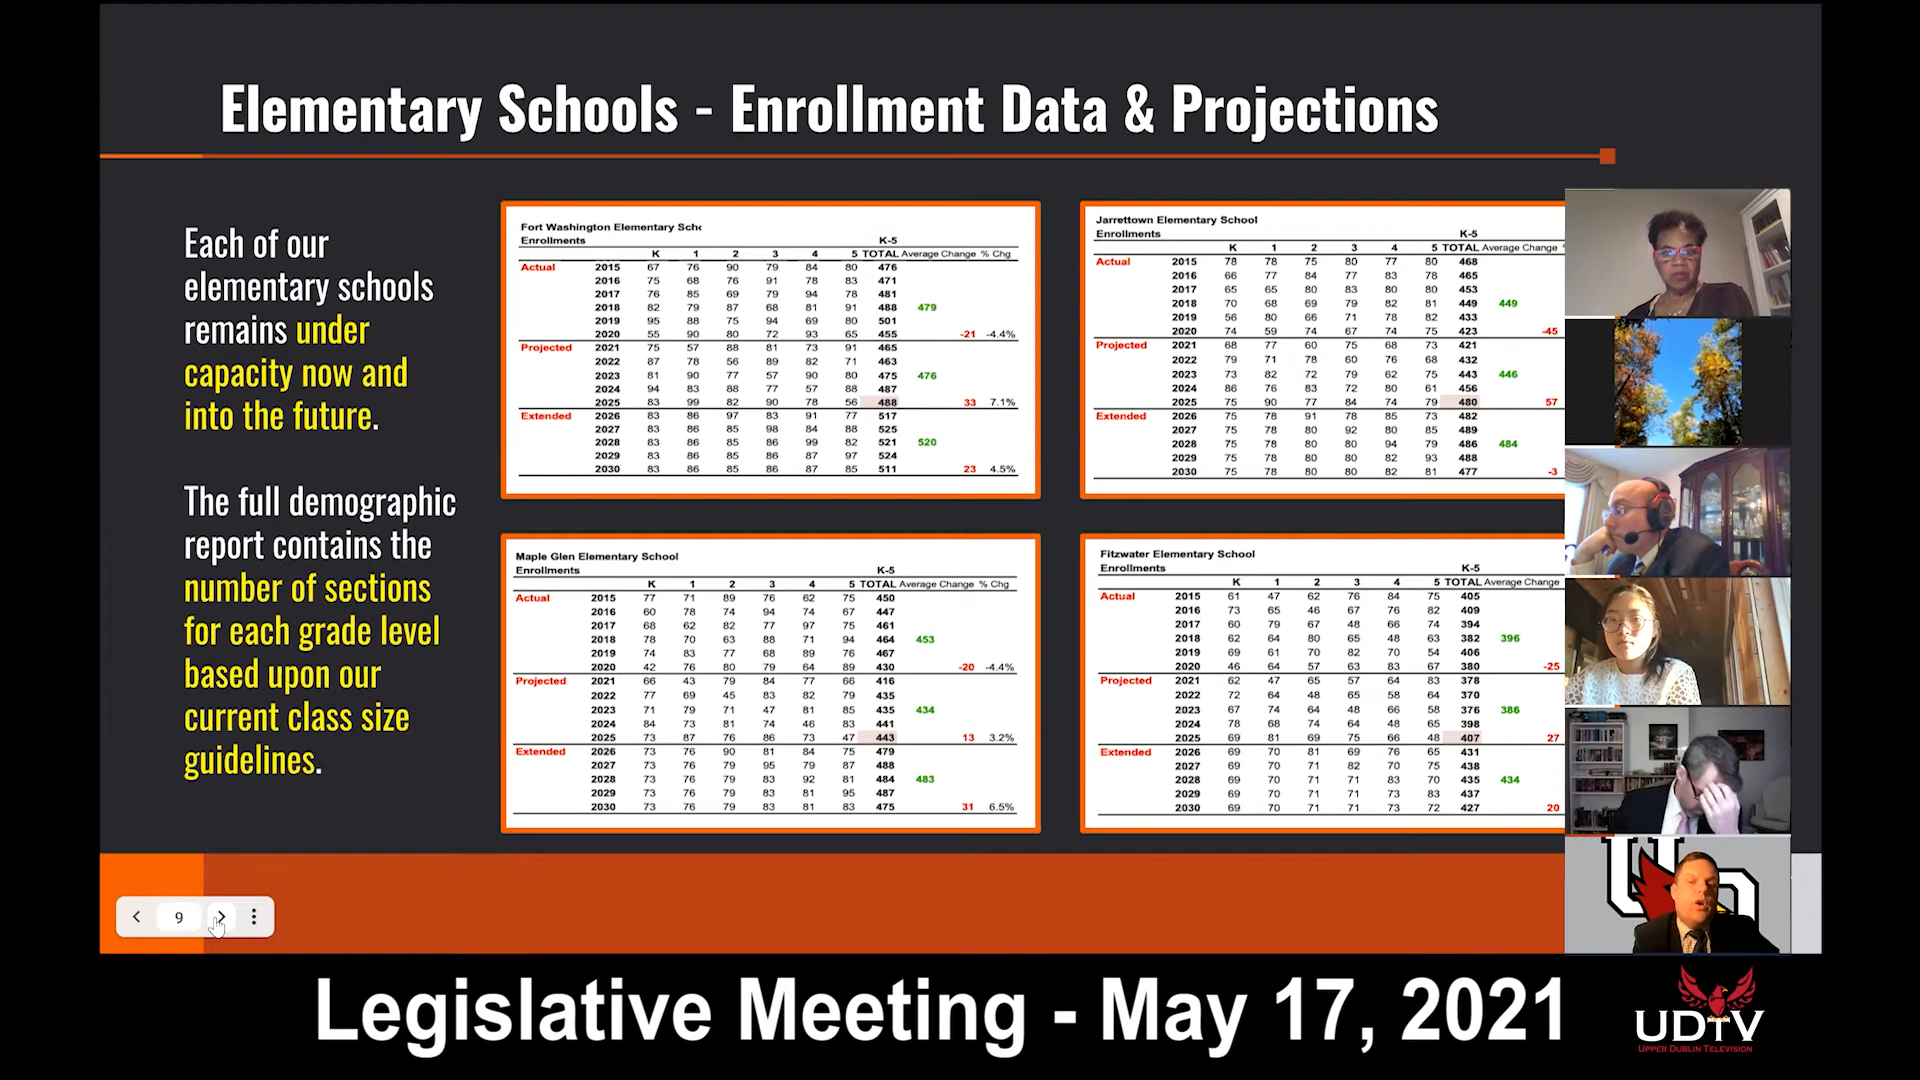 Elementary Schools - Enrollment Data & Projections
Each of our
elementary schools
remains under
capacity now and
into the future.
The full demographic
report contains the
number of sections
for each grade level
based upon our
current class size
guidelines.
Fort Washington Elementary Sch
Enrollments K-5
K 1 2 3 4 5 TOTAL Average Change % Chg
Actual 2015 67 76 90 79 84 80 476
2016 75 68 76 91 78 83 471
2017 76 85 69 79 94 78 481
2018 82 79 87 68 81 91 488 479
2019 95 88 75 94 69 80 501
2020 55 90 80 72 93 65 455 -21 -4.4%
Projected 2021 75 57 88 81 73 91 465
2022 87 78 56 89 82 71 463
2023 81 90 77 57 90 80 475 476
2024 94 83 88 77 57 88 487
2025 83 99 82 90 78 56 488 33 7.1%
Extended 2026 83 86 97 83 91 77 517
2027 83 86 85 98 84 88 525
2028 83 86 85 86 99 82 521 520
2029 83 86 85 86 87 97 524
2030 83 86 85 86 87 85 511 23 4.5%
Jarrettown Elementary School
Enrollments K-5
K 1 2 3 4 5 TOTAL Average Change
Actual 2015 78 78 75 80 77 80 468
2016 66 77 84 77 83 78 465
2017 65 65 80 83 80 80 453
2018 70 68 69 79 82 81 449 449
2019 56 80 66 71 78 82 433
2020 74 59 74 67 74 75 423 -45
Projected 2021 68 77 60 75 68 73 421
2022 79 71 78 60 76 68 432
2023 73 82 72 79 62 75 443 446
2024 86 76 83 72 80 61 456
2025 75 90 77 84 74 79 480 57
Extended 2026 75 78 91 78 85 73 482
2027 75 78 80 92 80 85 489
2028 75 78 80 80 94 79 486 484
2029 75 78 80 80 82 93 488
2030 75 78 80 80 82 81 477 -3
Maple Glen Elementary School
Enrollments K-5
K 1 2 3 4 5 TOTAL Average Change % Chg
Actual 2015 77 71 89 76 62 75 450
2016 60 78 74 94 74 67 447
2017 68 62 82 77 97 75 461
2018 78 70 63 88 71 94 464 453
2019 74 83 77 68 89 76 467
2020 42 76 80 79 64 89 430 -20 -4.4%
Projected 2021 66 43 79 84 77 66 416
2022 77 69 45 83 82 79 435
2023 71 79 71 47 81 85 435 434
2024 84 73 81 74 46 83 441
2025 73 87 76 86 73 47 443 13 3.2%
Extended 2026 73 76 90 81 84 75 479
2027 73 76 79 95 79 87 488
2028 73 76 79 83 92 81 484 483
2029 73 76 79 83 81 95 487
2030 73 76 79 83 81 83 475 31 6.5%
Fitzwater Elementary School
Enrollments K-5
K 1 2 3 4 5 TOTAL Average Change
Actual 2015 61 47 62 76 84 75 405
2016 73 65 46 67 76 82 409
2017 60 79 67 48 66 74 394
2018 62 64 80 65 48 63 382 396
2019 69 61 70 82 70 54 406
2020 46 64 57 63 83 67 380 -25
Projected 2021 62 47 65 57 64 83 378
2022 72 64 48 65 58 64 370
2023 67 74 64 48 66 58 376 386
2024 78 68 74 64 48 65 398
2025 69 81 69 75 66 48 407 27
Extended 2026 69 70 81 69 76 65 431
2027 69 70 71 82 70 75 438
2028 69 70 71 71 83 70 435 434
2029 69 70 71 71 73 83 437
2030 69 70 71 71 73 72 427 20
9
Legislative Meeting - May 17, 2021
UDTV
UPPER DUBLIN TELEVISION